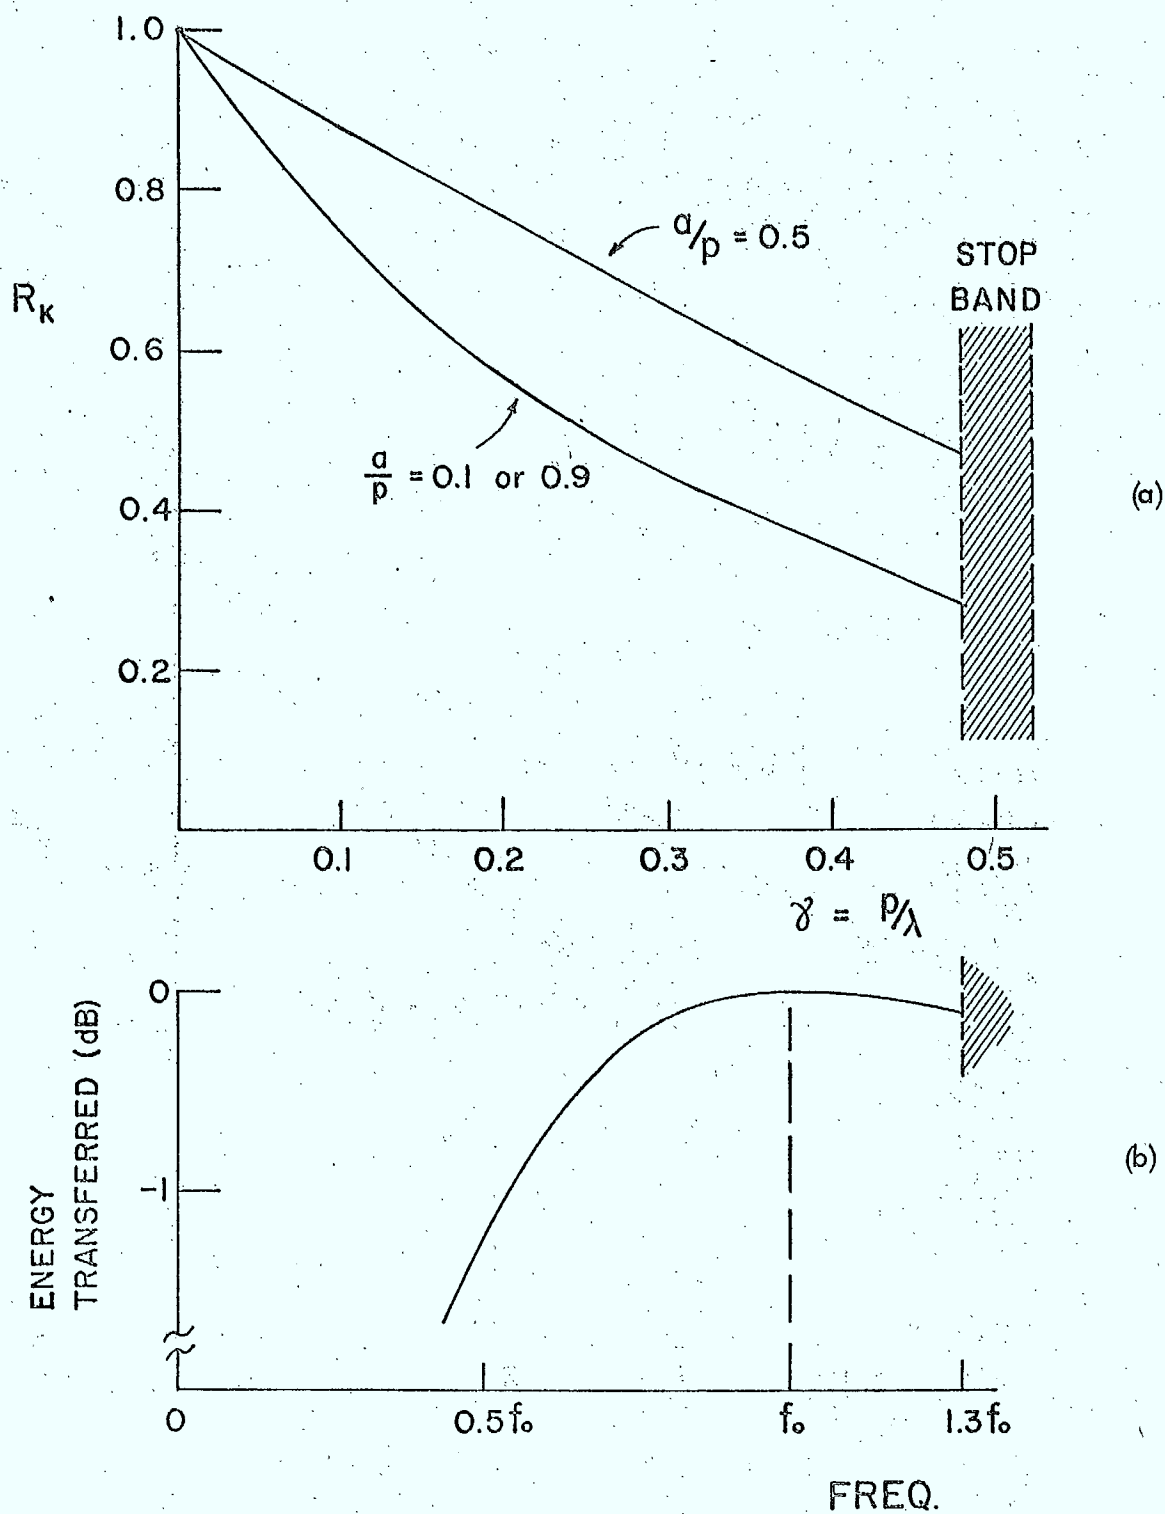 1.0
0.8
a/p = 0.5
STOP
BAND
R_K
0.6
a/p = 0.1 or 0.9
0.4
(a)
0.2
0.1 0.2 0.3 0.4 0.5
γ = p/λ
0
ENERGY
TRANSFERRED (dB)
-1
(b)
0 0.5f₀ f₀ 1.3f₀
FREQ.